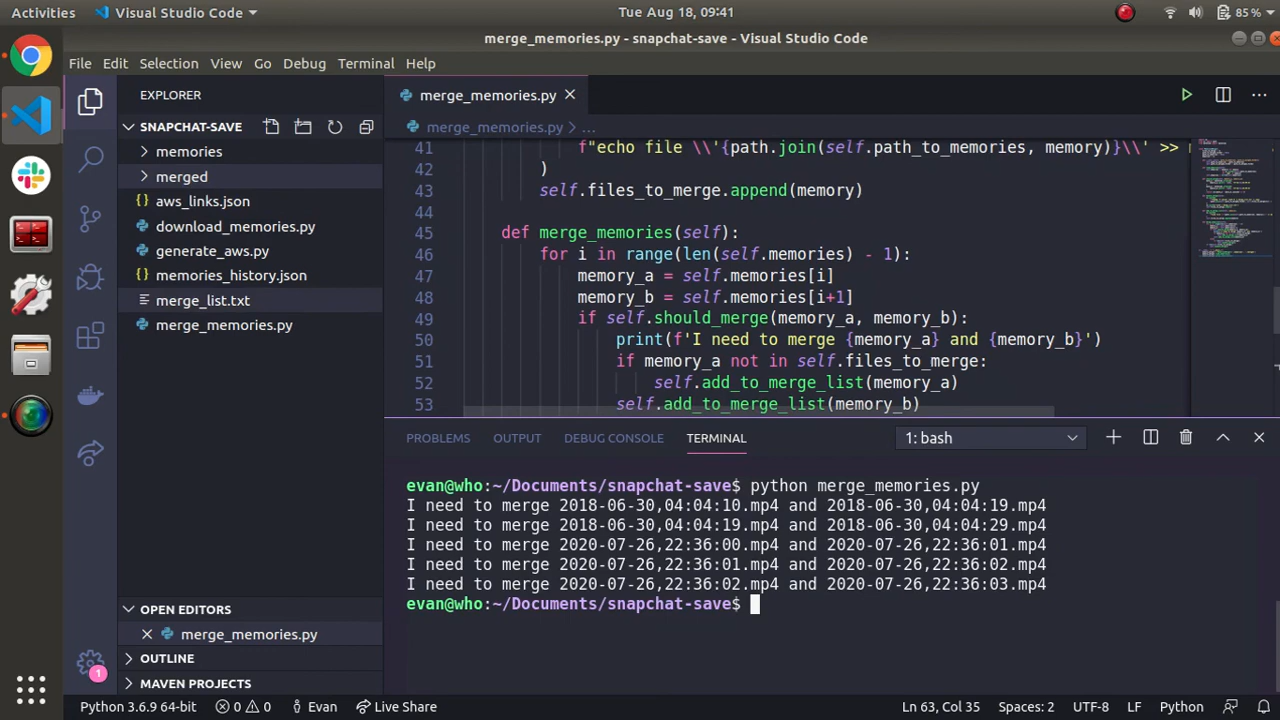 Activities
Visual Studio Code
Tue Aug 18, 09:41
85 %
merge_memories.py - snapchat-save - Visual Studio Code
File Edit Selection View Go Debug Terminal Help
EXPLORER
merge_memories.py
SNAPCHAT-SAVE
merge_memories.py > ...
memories
merged
aws_links.json
download_memories.py
generate_aws.py
memories_history.json
merge_list.txt
merge_memories.py
41 f"echo file \\'{path.join(self.path_to_memories, memory)}\\' >>
42 )
43 self.files_to_merge.append(memory)
44
45 def merge_memories(self):
46 for i in range(len(self.memories) - 1):
47 memory_a = self.memories[i]
48 memory_b = self.memories[i+1]
49 if self.should_merge(memory_a, memory_b):
50 print(f'I need to merge {memory_a} and {memory_b}')
51 if memory_a not in self.files_to_merge:
52 self.add_to_merge_list(memory_a)
53 self.add_to_merge_list(memory_b)
PROBLEMS OUTPUT DEBUG CONSOLE TERMINAL
1: bash
evan@who:~/Documents/snapchat-save$ python merge_memories.py
I need to merge 2018-06-30,04:04:10.mp4 and 2018-06-30,04:04:19.mp4
I need to merge 2018-06-30,04:04:19.mp4 and 2018-06-30,04:04:29.mp4
I need to merge 2020-07-26,22:36:00.mp4 and 2020-07-26,22:36:01.mp4
I need to merge 2020-07-26,22:36:01.mp4 and 2020-07-26,22:36:02.mp4
I need to merge 2020-07-26,22:36:02.mp4 and 2020-07-26,22:36:03.mp4
evan@who:~/Documents/snapchat-save$
OPEN EDITORS
merge_memories.py
OUTLINE
MAVEN PROJECTS
1
Python 3.6.9 64-bit
0
0
Evan
Live Share
Ln 63, Col 35
Spaces: 2
UTF-8
LF
Python